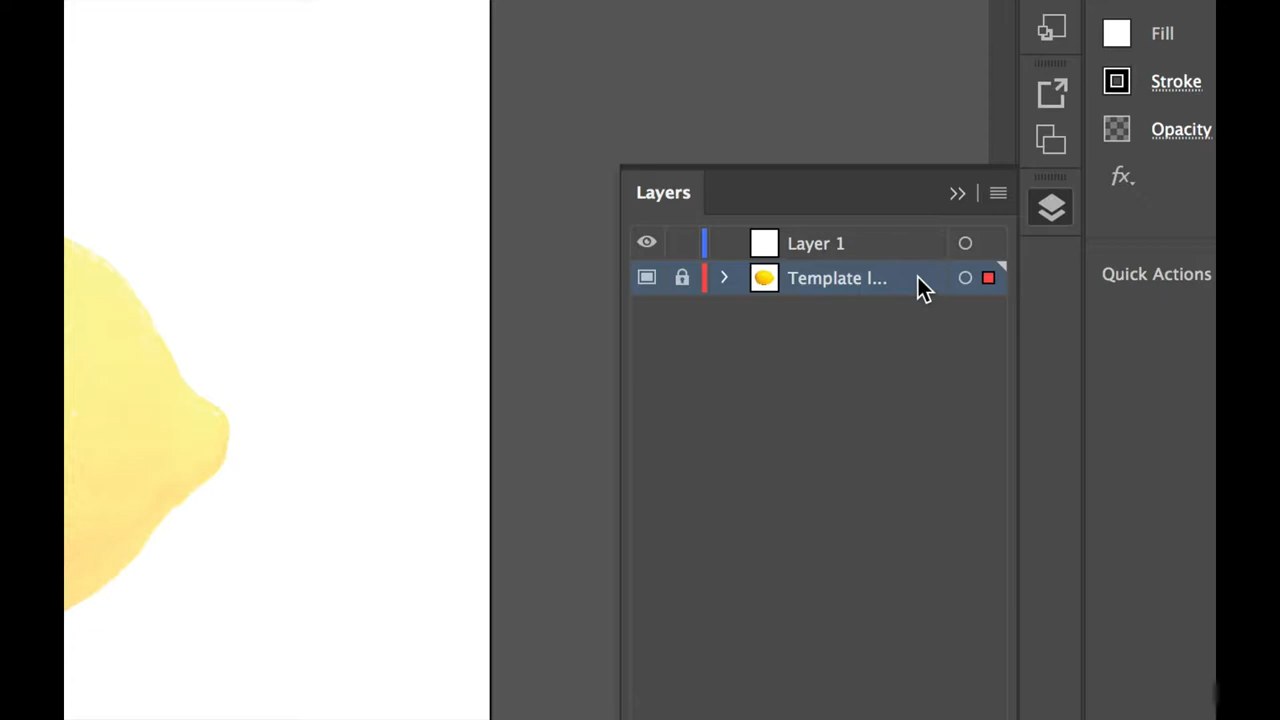 Fill
Stroke
Opacity
fx.
Layers
Layer 1
Template l...
Quick Actions